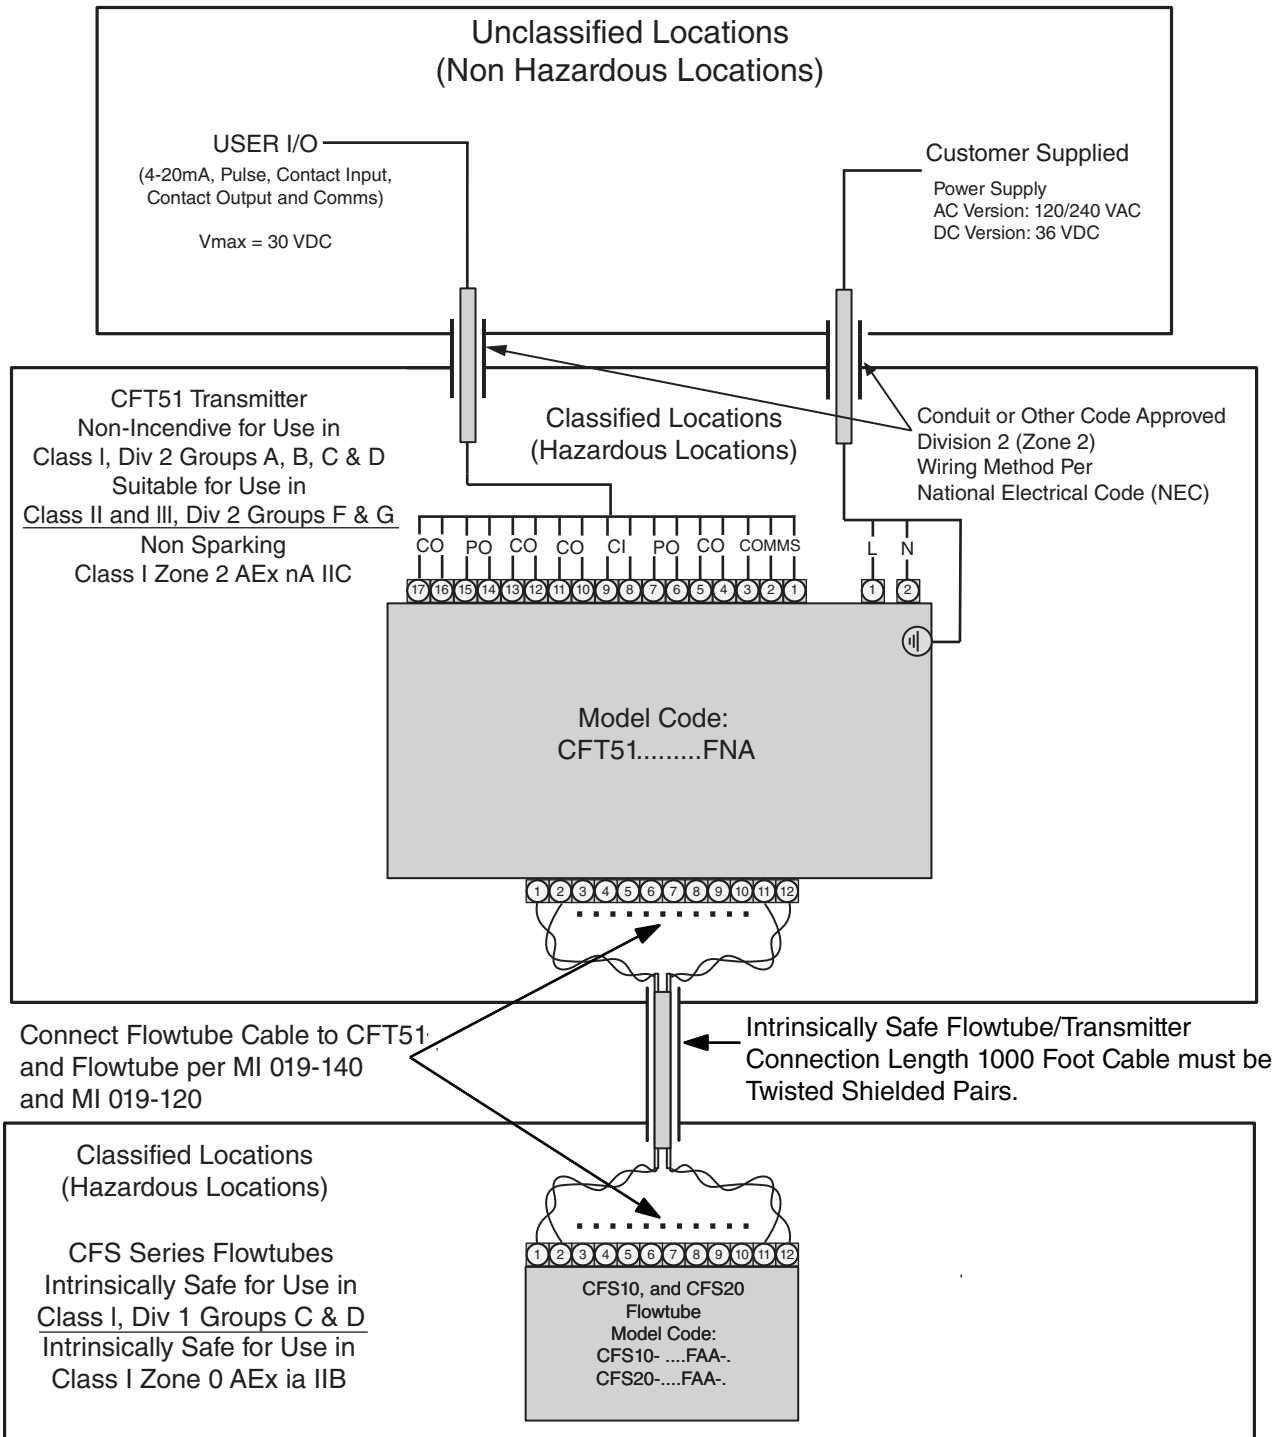 Unclassified Locations
(Non Hazardous Locations)
USER I/O
(4-20mA, Pulse, Contact Input,
Contact Output and Comms)
Vmax = 30 VDC
Customer Supplied
Power Supply
AC Version: 120/240 VAC
DC Version: 36 VDC
CFT51 Transmitter
Non-Incendive for Use in
Class I, Div 2 Groups A, B, C & D
Suitable for Use in
Class II and III, Div 2 Groups F & G
Non Sparking
Class I Zone 2 AEx nA IIC
Classified Locations
(Hazardous Locations)
Conduit or Other Code Approved
Division 2 (Zone 2)
Wiring Method Per
National Electrical Code (NEC)
CO PO CO CO CI PO CO COMMS L N
17 16 15 14 13 12 11 10 9 8 7 6 5 4 3 2 1 1 2
Model Code:
CFT51.........FNA
1 2 3 4 5 6 7 8 9 10 11 12
Connect Flowtube Cable to CFT51
and Flowtube per MI 019-140
and MI 019-120
Intrinsically Safe Flowtube/Transmitter
Connection Length 1000 Foot Cable must be
Twisted Shielded Pairs.
Classified Locations
(Hazardous Locations)
CFS Series Flowtubes
Intrinsically Safe for Use in
Class I, Div 1 Groups C & D
Intrinsically Safe for Use in
Class I Zone 0 AEx ia IIB
1 2 3 4 5 6 7 8 9 10 11 12
CFS10, and CFS20
Flowtube
Model Code:
CFS10- ....FAA-.
CFS20-....FAA-.